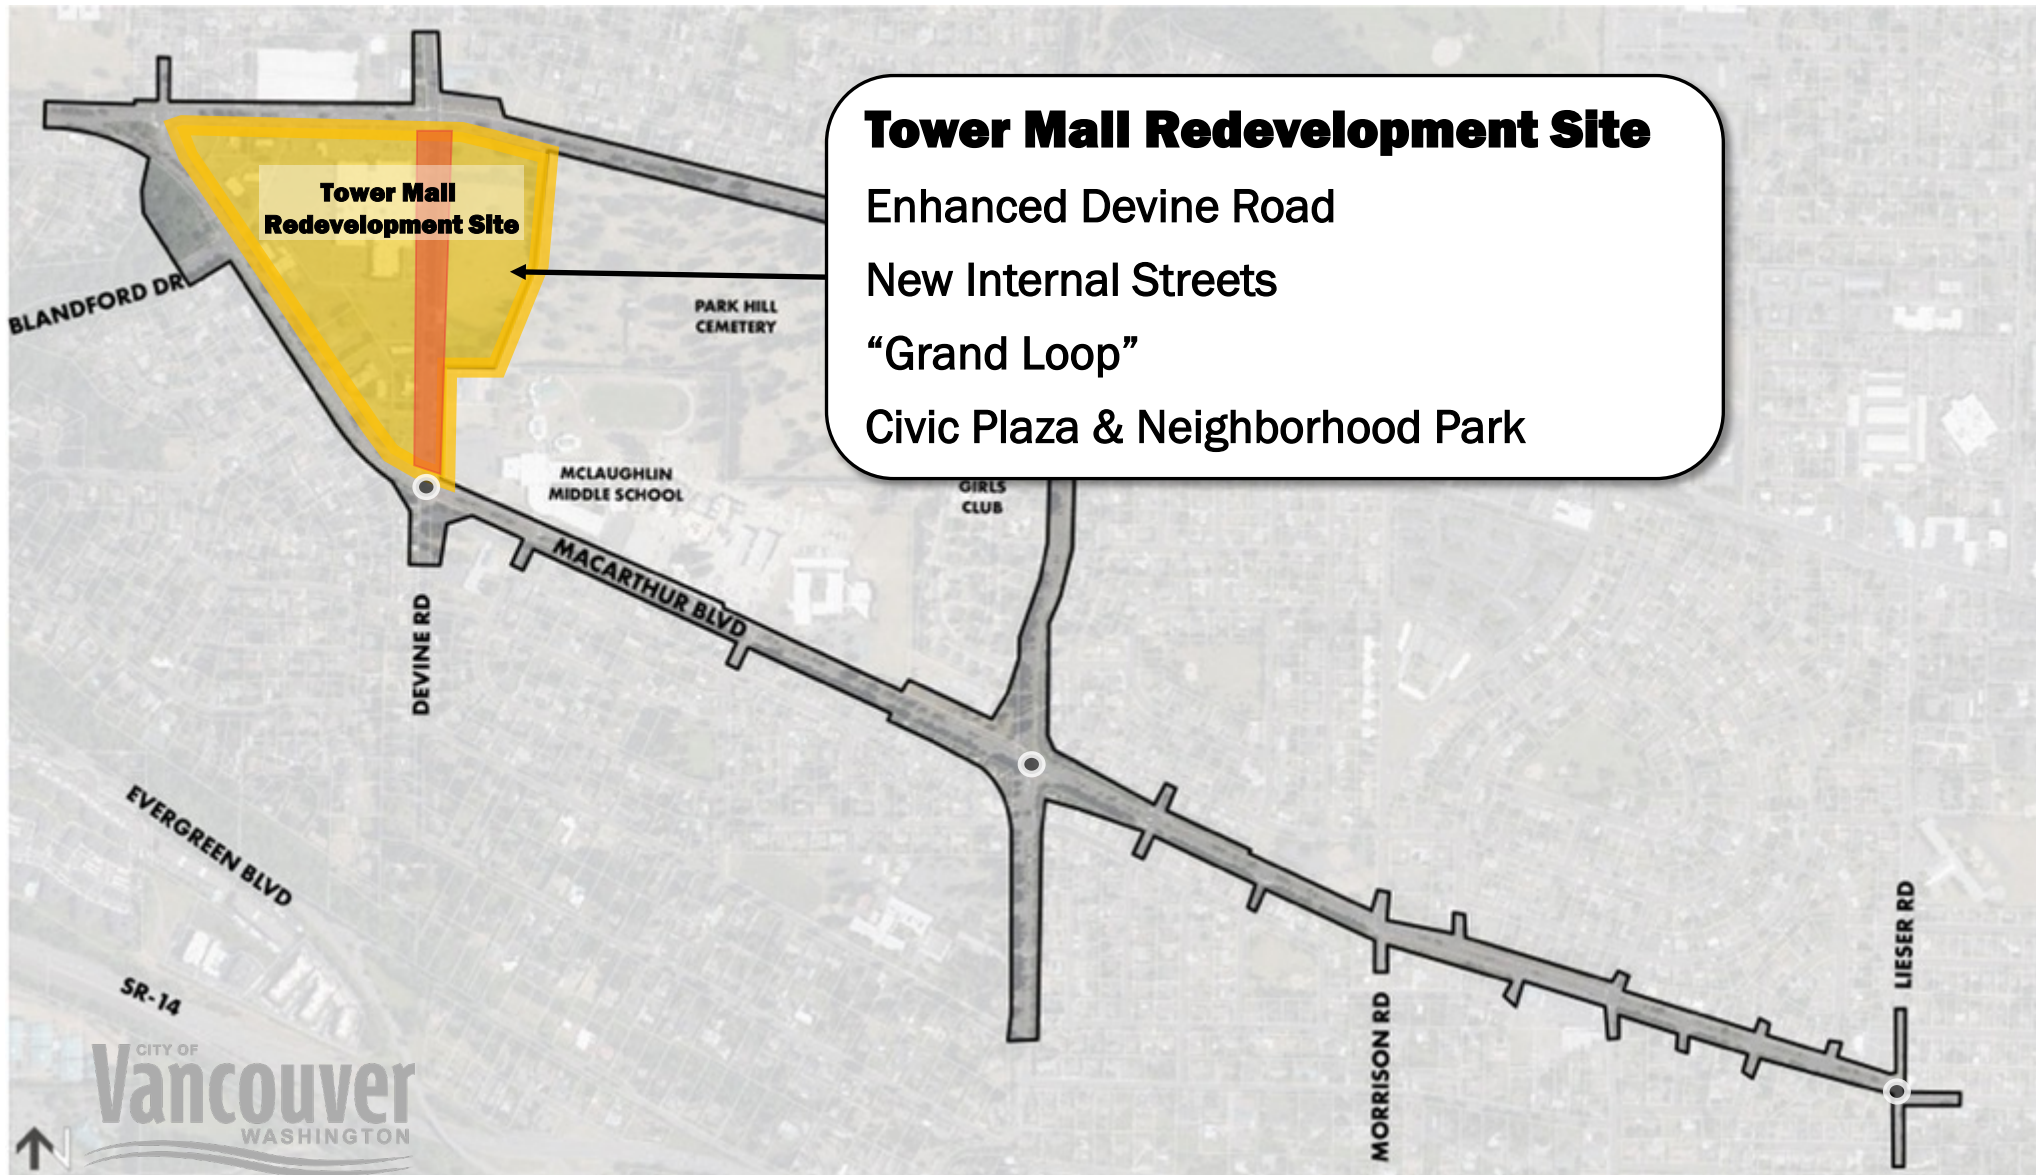 Tower Mall Redevelopment Site
Enhanced Devine Road
New Internal Streets
“Grand Loop”
Civic Plaza & Neighborhood Park
Tower Mall
Redevelopment Site
BLANDFORD DR
PARK HILL
CEMETERY
MCLAUGHLIN
MIDDLE SCHOOL
GIRLS
CLUB
MACARTHUR BLVD
DEVINE RD
EVERGREEN BLVD
SR-14
MORRISON RD
LIESER RD
CITY OF
Vancouver
WASHINGTON
N